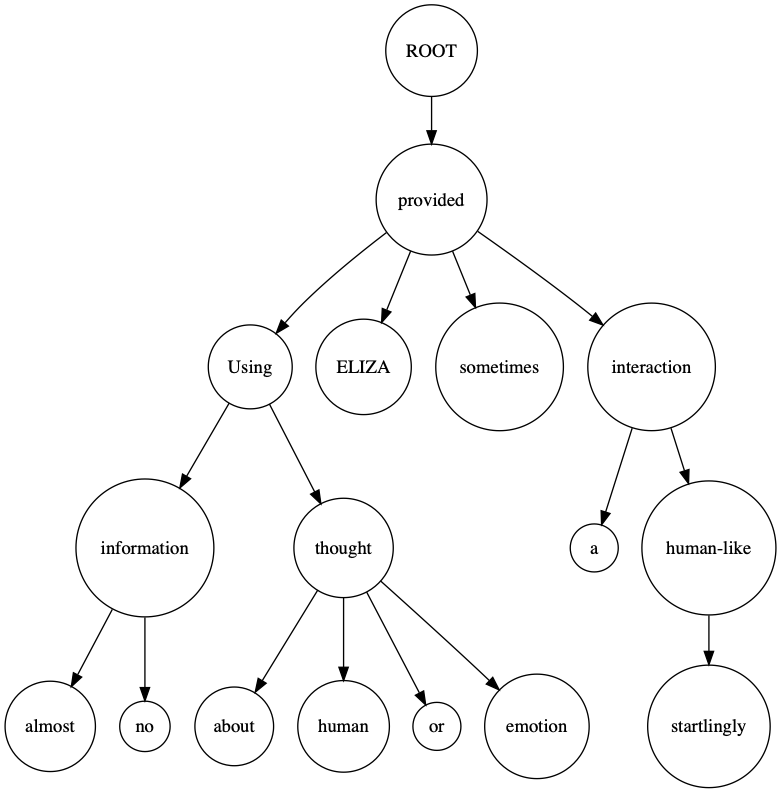 ROOT
provided
Using
ELIZA
sometimes
interaction
information
thought
a
human-like
almost
no
about
human
or
emotion
startlingly